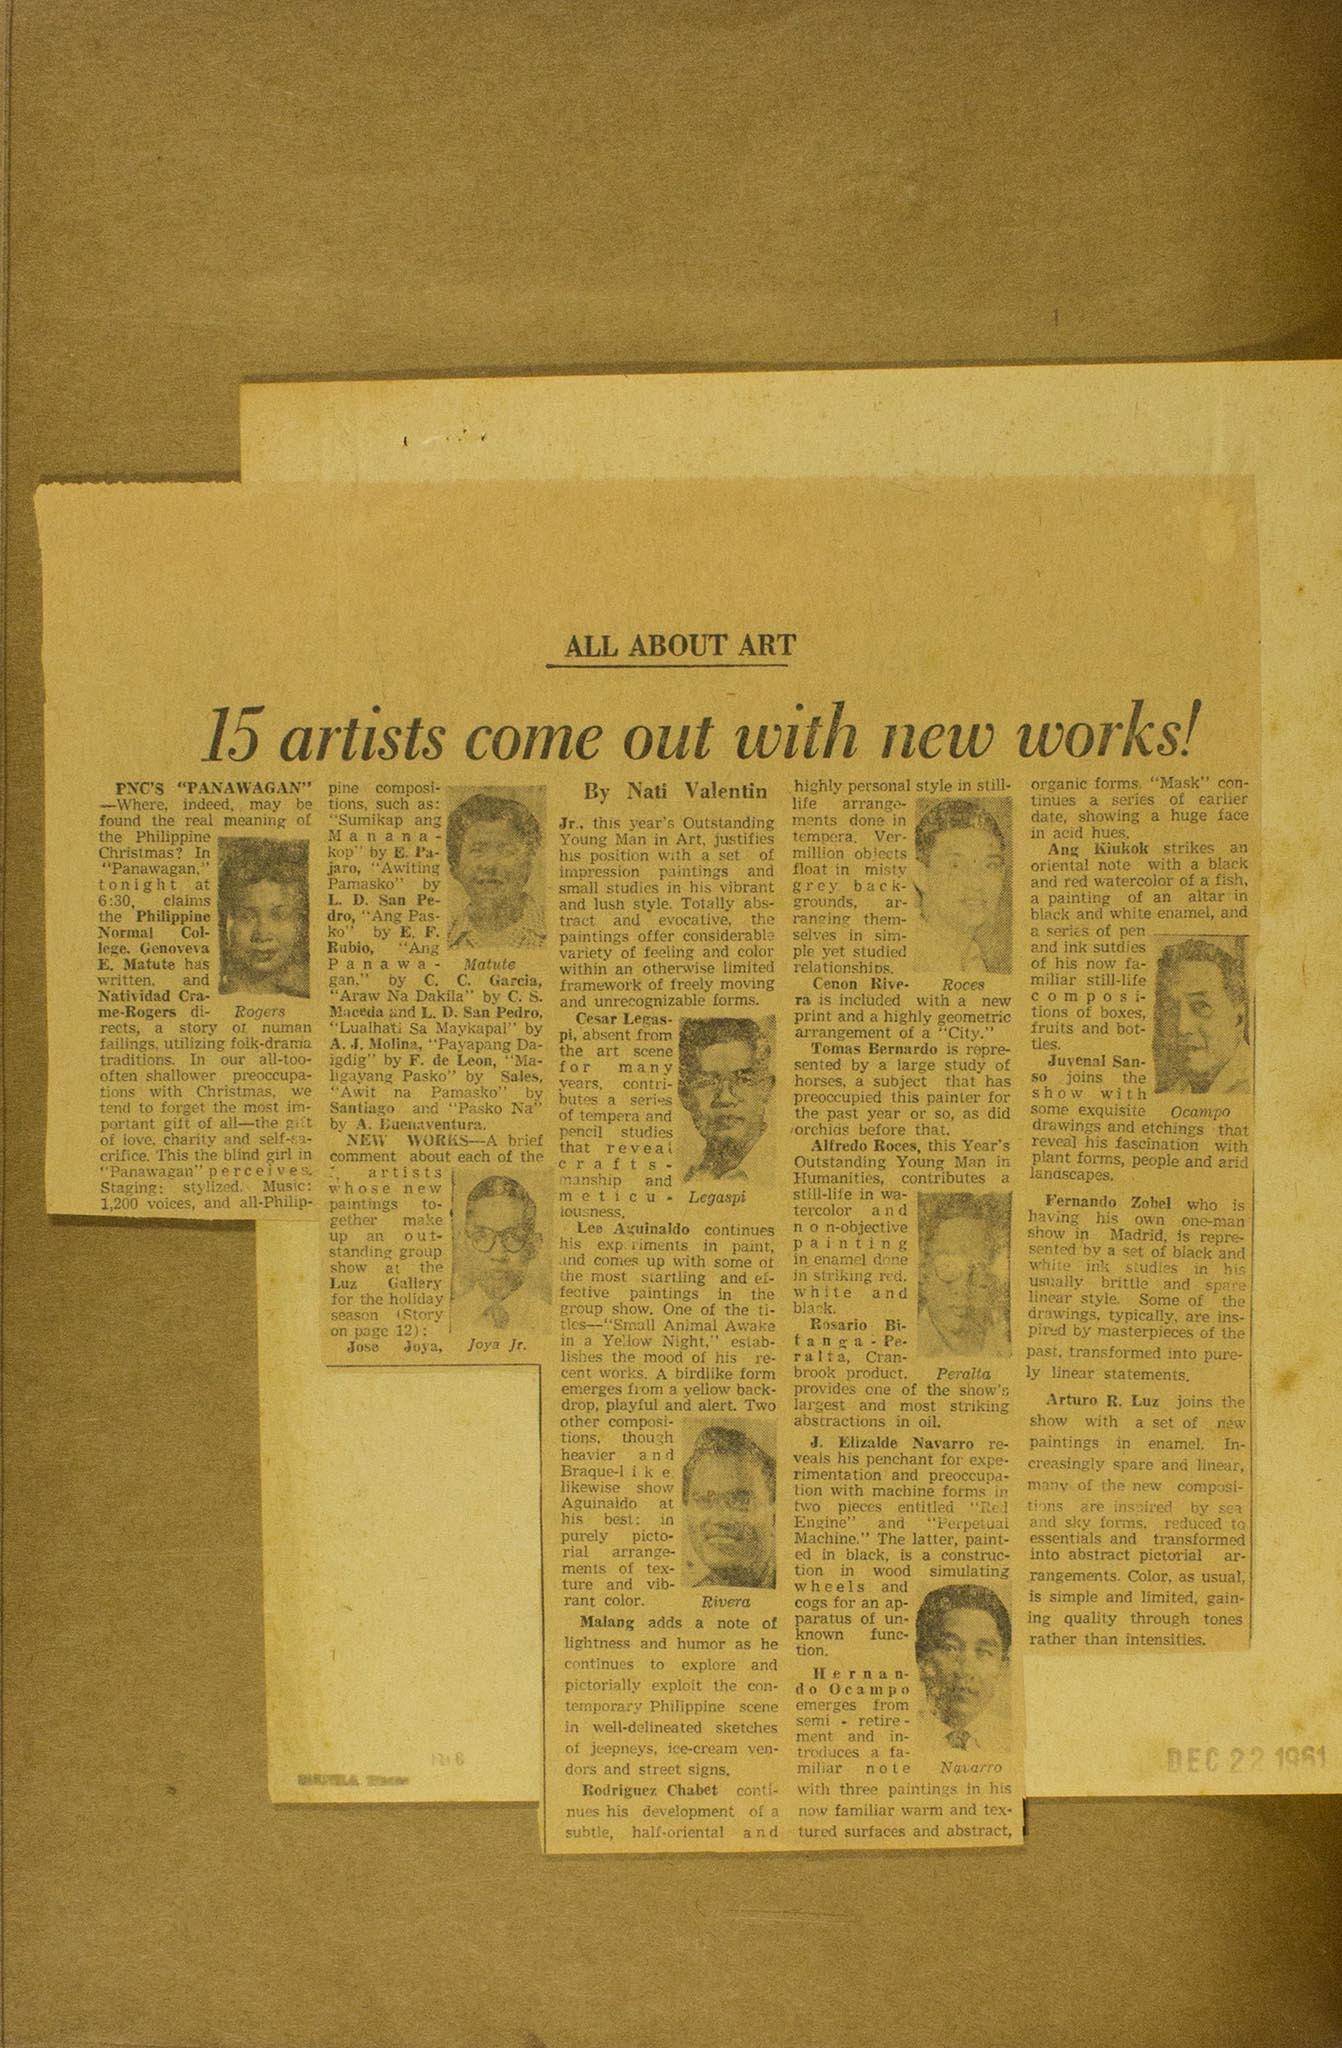 ALL ABOUT ART
15 artists come out with new works!
PNC'S "PANAWAGAN"
—Where, indeed, may be
found the real meaning of
the Philippine
Christmas? In
"Panawagan,"
tonight at
6:30, claims
the Philippine
Normal Col-
lege. Genoveva
E. Matute has
written, and
Natividad Cra-
me-Rogers di-
Rogers
rects, a story of human
failings, utilizing folk-drama
traditions. In our all-too-
often shallower preoccupa-
tions with Christmas, we
tend to forget the most im-
portant gift of all—the gift
of love, charity and self-sa-
crifice. This the blind girl in
"Panawagan" perceives.
Staging: stylized. Music:
1,200 voices, and all-Philip-
pine composi-
tions, such as:
"Sumikap ang
Manana-
kop" by E. Pa-
jaro, "Awiting
Pamasko" by
L. D. San Pe-
dro, "Ang Pas-
ko" by E. F.
Rubio, "Ang
Panawa-
Matute
gan," by C. C. Garcia,
"Araw Na Dakila" by C. S.
Maceda and L. D. San Pedro,
"Lualhati Sa Maykapal" by
A. J. Molina, "Payapang Da-
igdig" by F. de Leon, "Ma-
ligayang Pasko" by Sales,
"Awit na Pamasko" by
Santiago and "Pasko Na"
by A. Buenaventura.
NEW WORKS—A brief
comment about each of the
artists
whose new
paintings to-
gether make
up an out-
standing group
show at the
Luz Gallery
for the holiday
season (Story
on page 12):
Jose Joya,
Joya Jr.
By Nati Valentin
Jr., this year's Outstanding
Young Man in Art, justifies
his position with a set of
impression paintings and
small studies in his vibrant
and lush style. Totally abs-
tract and evocative, the
paintings offer considerable
variety of feeling and color
within an otherwise limited
framework of freely moving
and unrecognizable forms.
Cesar Legas-
pi, absent from
the art scene
for many
years, contri-
butes a series
of tempera and
pencil studies
that reveal
crafts-
manship and
meticu-
Legaspi
iousness.
Lee Aguinaldo continues
his experiments in paint,
and comes up with some of
the most startling and ef-
fective paintings in the
group show. One of the ti-
tles—"Small Animal Awake
in a Yellow Night," estab-
lishes the mood of his re-
cent works. A birdlike form
emerges from a yellow back-
drop, playful and alert. Two
other composi-
tions, though
heavier and
Braque-like
likewise show
Aguinaldo at
his best: in
purely picto-
rial arrange-
ments of tex-
ture and vib-
rant color.
Rivera
Malang adds a note of
lightness and humor as he
continues to explore and
pictorially exploit the con-
temporary Philippine scene
in well-delineated sketches
of jeepneys, ice-cream ven-
dors and street signs.
Rodriguez Chabet conti-
nues his development of a
subtle, half-oriental and
highly personal style in still-
life arrange-
ments done in
tempera. Ver-
million objects
float in misty
grey back-
grounds, ar-
ranging them-
selves in sim-
ple yet studied
relationships.
Roces
Cenon Rive-
ra is included with a new
print and a highly geometric
arrangement of a "City."
Tomas Bernardo is repre-
sented by a large study of
horses, a subject that has
preoccupied this painter for
the past year or so, as did
orchids before that.
Alfredo Roces, this Year's
Outstanding Young Man in
Humanities, contributes a
still-life in wa-
tercolor and
non-objective
painting
in enamel done
in striking red,
white and
black.
Rosario Bi-
tanga-Pe-
ralta, Cran-
brook product,
Peralta
provides one of the show's
largest and most striking
abstractions in oil.
J. Elizalde Navarro re-
veals his penchant for expe-
rimentation and preoccupa-
tion with machine forms in
two pieces entitled "Red
Engine" and "Perpetual
Machine." The latter, paint-
ed in black, is a construc-
tion in wood simulating
wheels and
cogs for an ap-
paratus of un-
known func-
tion.
Hernan-
do Ocampo
emerges from
semi-retire-
ment and in-
troduces a fa-
miliar note
Navarro
with three paintings in his
now familiar warm and tex-
tured surfaces and abstract,
organic forms. "Mask" con-
tinues a series of earlier
date, showing a huge face
in acid hues.
Ang Kiukok strikes an
oriental note with a black
and red watercolor of a fish,
a painting of an altar in
black and white enamel, and
a series of pen
and ink sutdies
of his now fa-
miliar still-life
composi-
tions of boxes,
fruits and bot-
tles.
Juvenal San-
so joins the
show with
some exquisite
Ocampo
drawings and etchings that
reveal his fascination with
plant forms, people and arid
landscapes.
Fernando Zobel who is
having his own one-man
show in Madrid, is repre-
sented by a set of black and
white ink studies in his
usually brittle and spare
linear style. Some of the
drawings, typically, are ins-
pired by masterpieces of the
past, transformed into pure-
ly linear statements.
Arturo R. Luz joins the
show with a set of new
paintings in enamel. In-
creasingly spare and linear,
many of the new composi-
tions are inspired by sea
and sky forms, reduced to
essentials and transformed
into abstract pictorial ar-
rangements. Color, as usual,
is simple and limited, gain-
ing quality through tones
rather than intensities.
DEC 22 1961